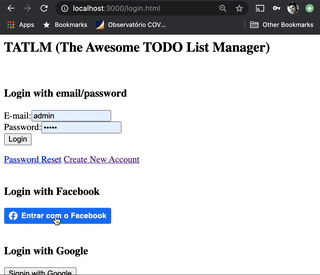 localhost:3000/login.html
Bookmarks
Observatório COV...
Other Bookmarks
TATLM (The Awesome TODO List Manager)
Login with email/password
E-mail: admin
Password: •••••
Login
Password Reset Create New Account
Login with Facebook
Entrar com o Facebook
Login with Google
Signin with Google